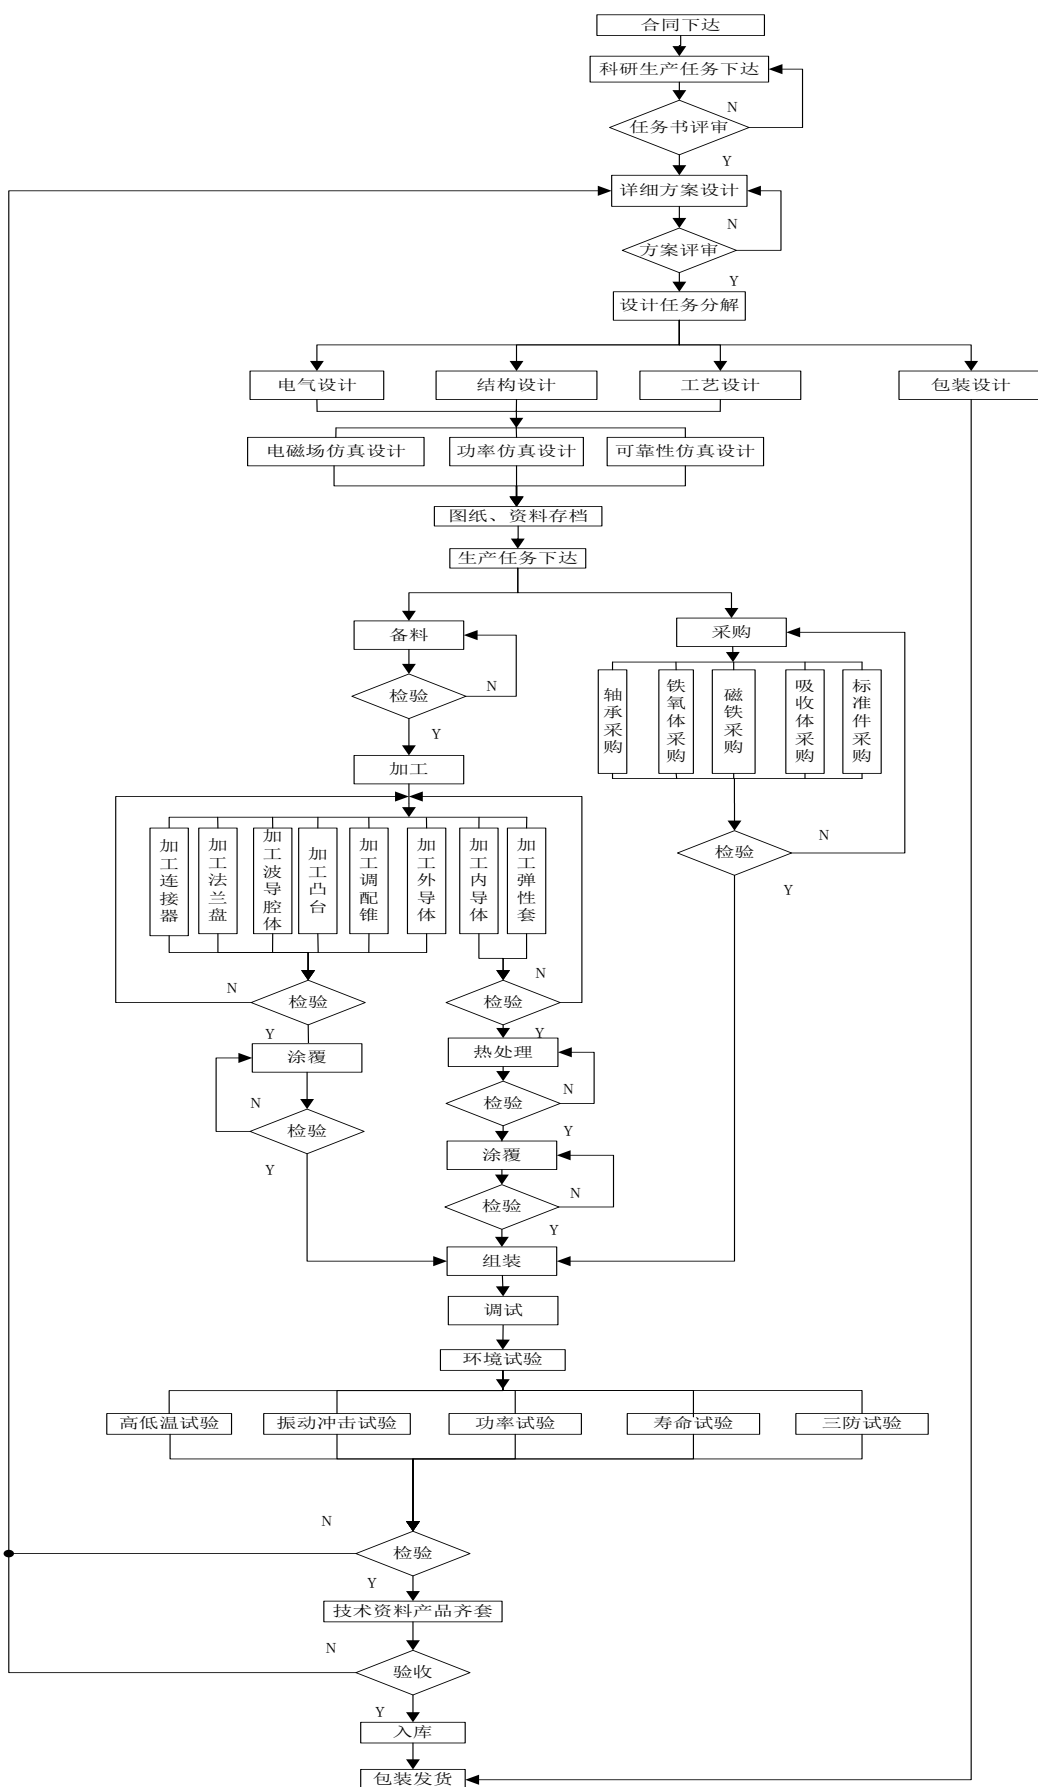 合同下达
科研生产任务下达
N
任务书评审
Y
详细方案设计
N
方案评审
Y
设计任务分解
电气设计
结构设计
工艺设计
包装设计
电磁场仿真设计
功率仿真设计
可靠性仿真设计
图纸、资料存档
生产任务下达
备料
采购
N
检验
Y
轴承采购
铁氧体采购
磁铁采购
吸收体采购
标准件采购
加工
N
检验
Y
加工连接器
加工法兰盘
加工波导腔体
加工凸台
加工调配锥
加工外导体
加工内导体
加工弹性套
N
检验
Y
N
检验
Y
涂覆
热处理
N
检验
Y
N
检验
Y
涂覆
N
检验
Y
组装
调试
环境试验
高低温试验
振动冲击试验
功率试验
寿命试验
三防试验
N
检验
Y
技术资料产品齐套
N
验收
Y
入库
包装发货